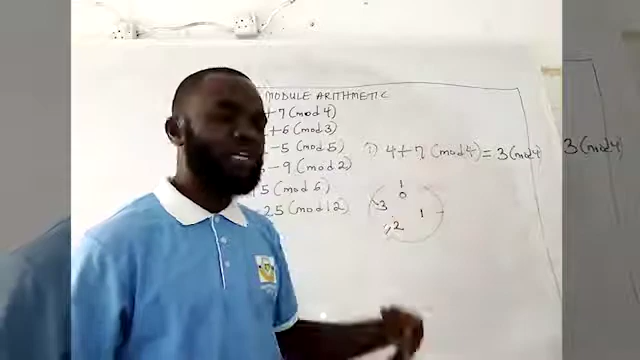 MODULE ARITHMETIC
+ 7 (mod 4)
+ 6 (mod 3)
- 5 (mod 5)
- 9 (mod 2)
5 (mod 6)
25 (mod 12)
① 4 + 7 (mod 4) = 3 (mod 4)
0
3 1
2
3 (mod 4)